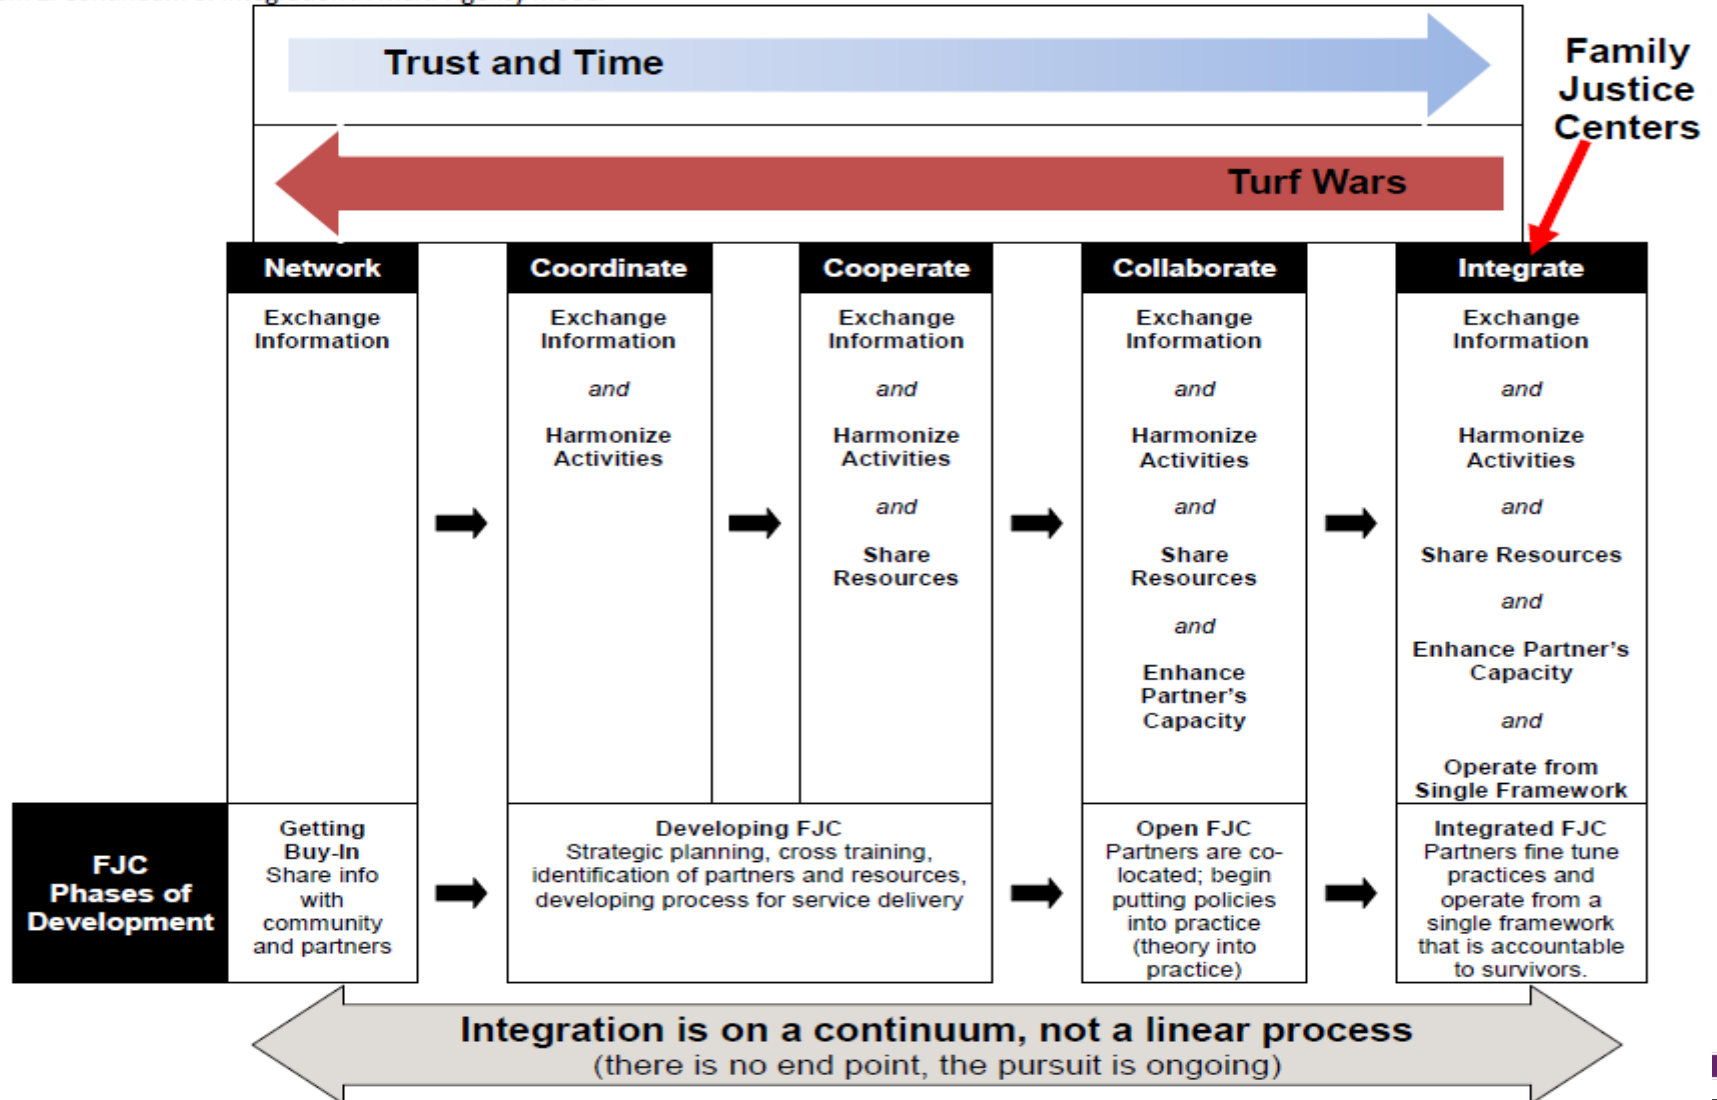 Trust and Time
Family
Justice
Centers
Turf Wars
Network
Coordinate
Cooperate
Collaborate
Integrate
Exchange
Information
Exchange
Information
and
Harmonize
Activities
Exchange
Information
and
Harmonize
Activities
and
Share
Resources
Exchange
Information
and
Harmonize
Activities
and
Share
Resources
and
Enhance
Partner’s
Capacity
Exchange
Information
and
Harmonize
Activities
and
Share Resources
and
Enhance Partner’s
Capacity
and
Operate from
Single Framework
FJC
Phases of
Development
Getting
Buy-In
Share info
with
community
and partners
Developing FJC
Strategic planning, cross training,
identification of partners and resources,
developing process for service delivery
Open FJC
Partners are co-
located; begin
putting policies
into practice
(theory into
practice)
Integrated FJC
Partners fine tune
practices and
operate from a
single framework
that is accountable
to survivors.
Integration is on a continuum, not a linear process
(there is no end point, the pursuit is ongoing)